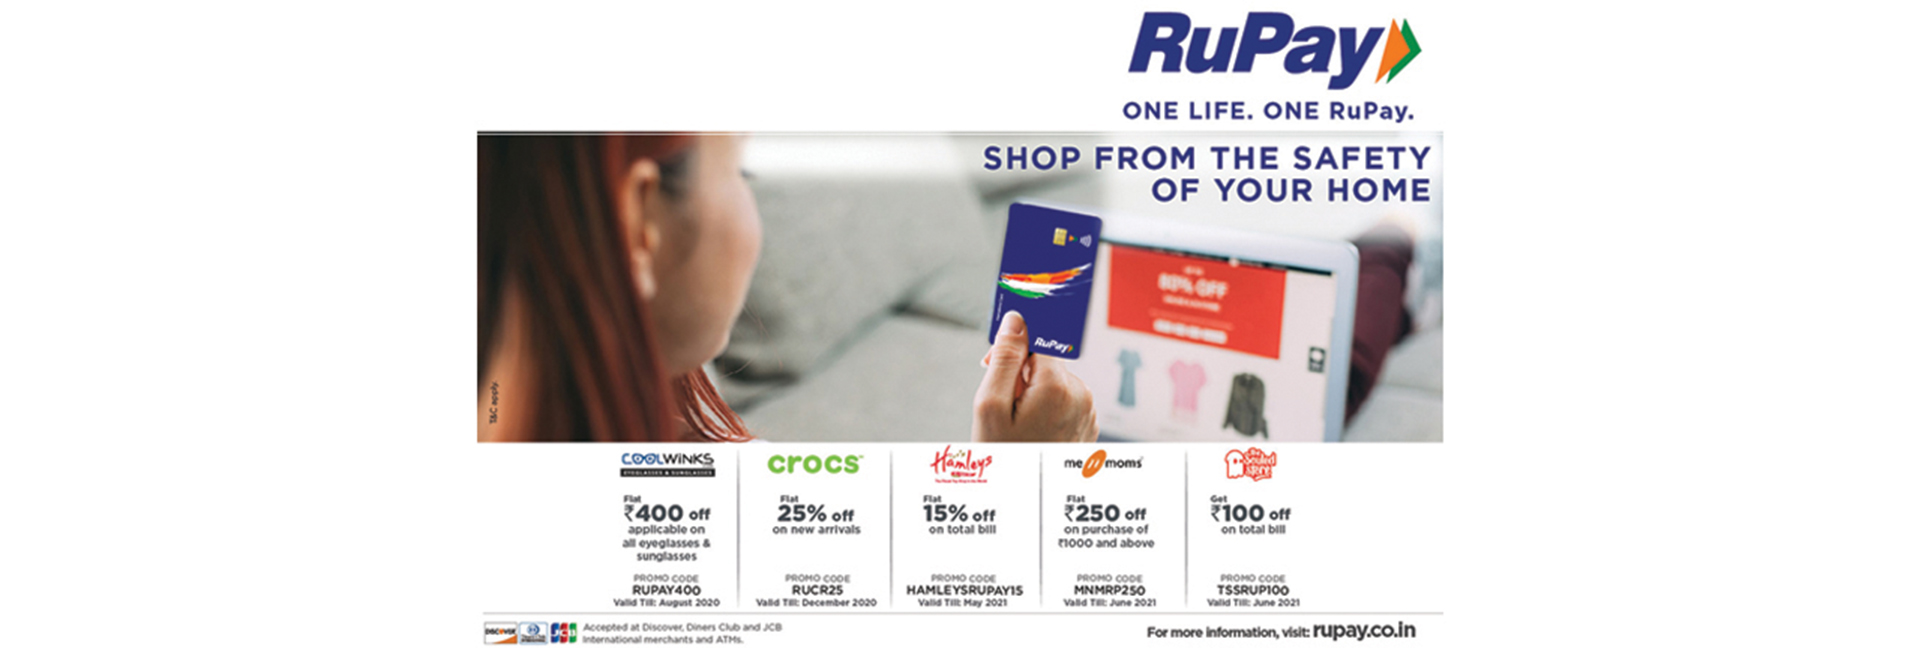 RuPay
ONE LIFE. ONE RuPay.
SHOP FROM THE SAFETY
OF YOUR HOME
RuPay
80% OFF
T&C apply.
COOLWINKS
EYEGLASSES & SUNGLASSES
Flat
₹400 off
applicable on
all eyeglasses &
sunglasses
PROMO CODE
RUPAY400
Valid Till: August 2020
crocs™
Flat
25% off
on new arrivals
PROMO CODE
RUCR25
Valid Till: December 2020
Hamleys
Flat
15% off
on total bill
PROMO CODE
HAMLEYSRUPAY15
Valid Till: May 2021
me n moms
Flat
₹250 off
on purchase of
₹1000 and above
PROMO CODE
MNMRP250
Valid Till: June 2021
The Souled Store
Get
₹100 off
on total bill
PROMO CODE
TSSRUP100
Valid Till: June 2021
DISCOVER
JCB
Accepted at Discover, Diners Club and JCB
International merchants and ATMs.
For more information, visit: rupay.co.in